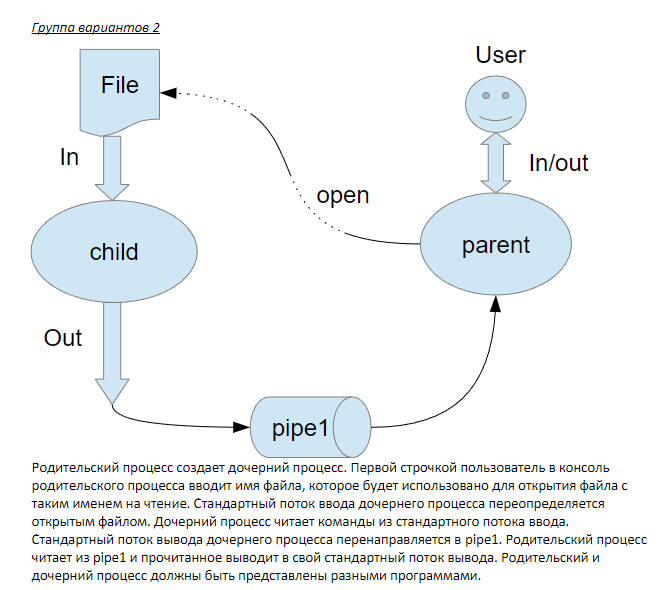 Группа вариантов 2
User
File
In
In/out
open
child
parent
Out
pipe1
Родительский процесс создает дочерний процесс. Первой строчкой пользователь в консоль
родительского процесса вводит имя файла, которое будет использовано для открытия файла с
таким именем на чтение. Стандартный поток ввода дочернего процесса переопределяется
открытым файлом. Дочерний процесс читает команды из стандартного потока ввода.
Стандартный поток вывода дочернего процесса перенаправляется в pipe1. Родительский процесс
читает из pipe1 и прочитанное выводит в свой стандартный поток вывода. Родительский и
дочерний процесс должны быть представлены разными программами.